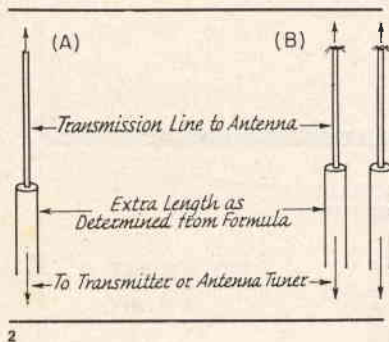 (A) (B)
Transmission Line to Antenna
Extra Length as
Determined from Formula
To Transmitter or Antenna Tuner
2